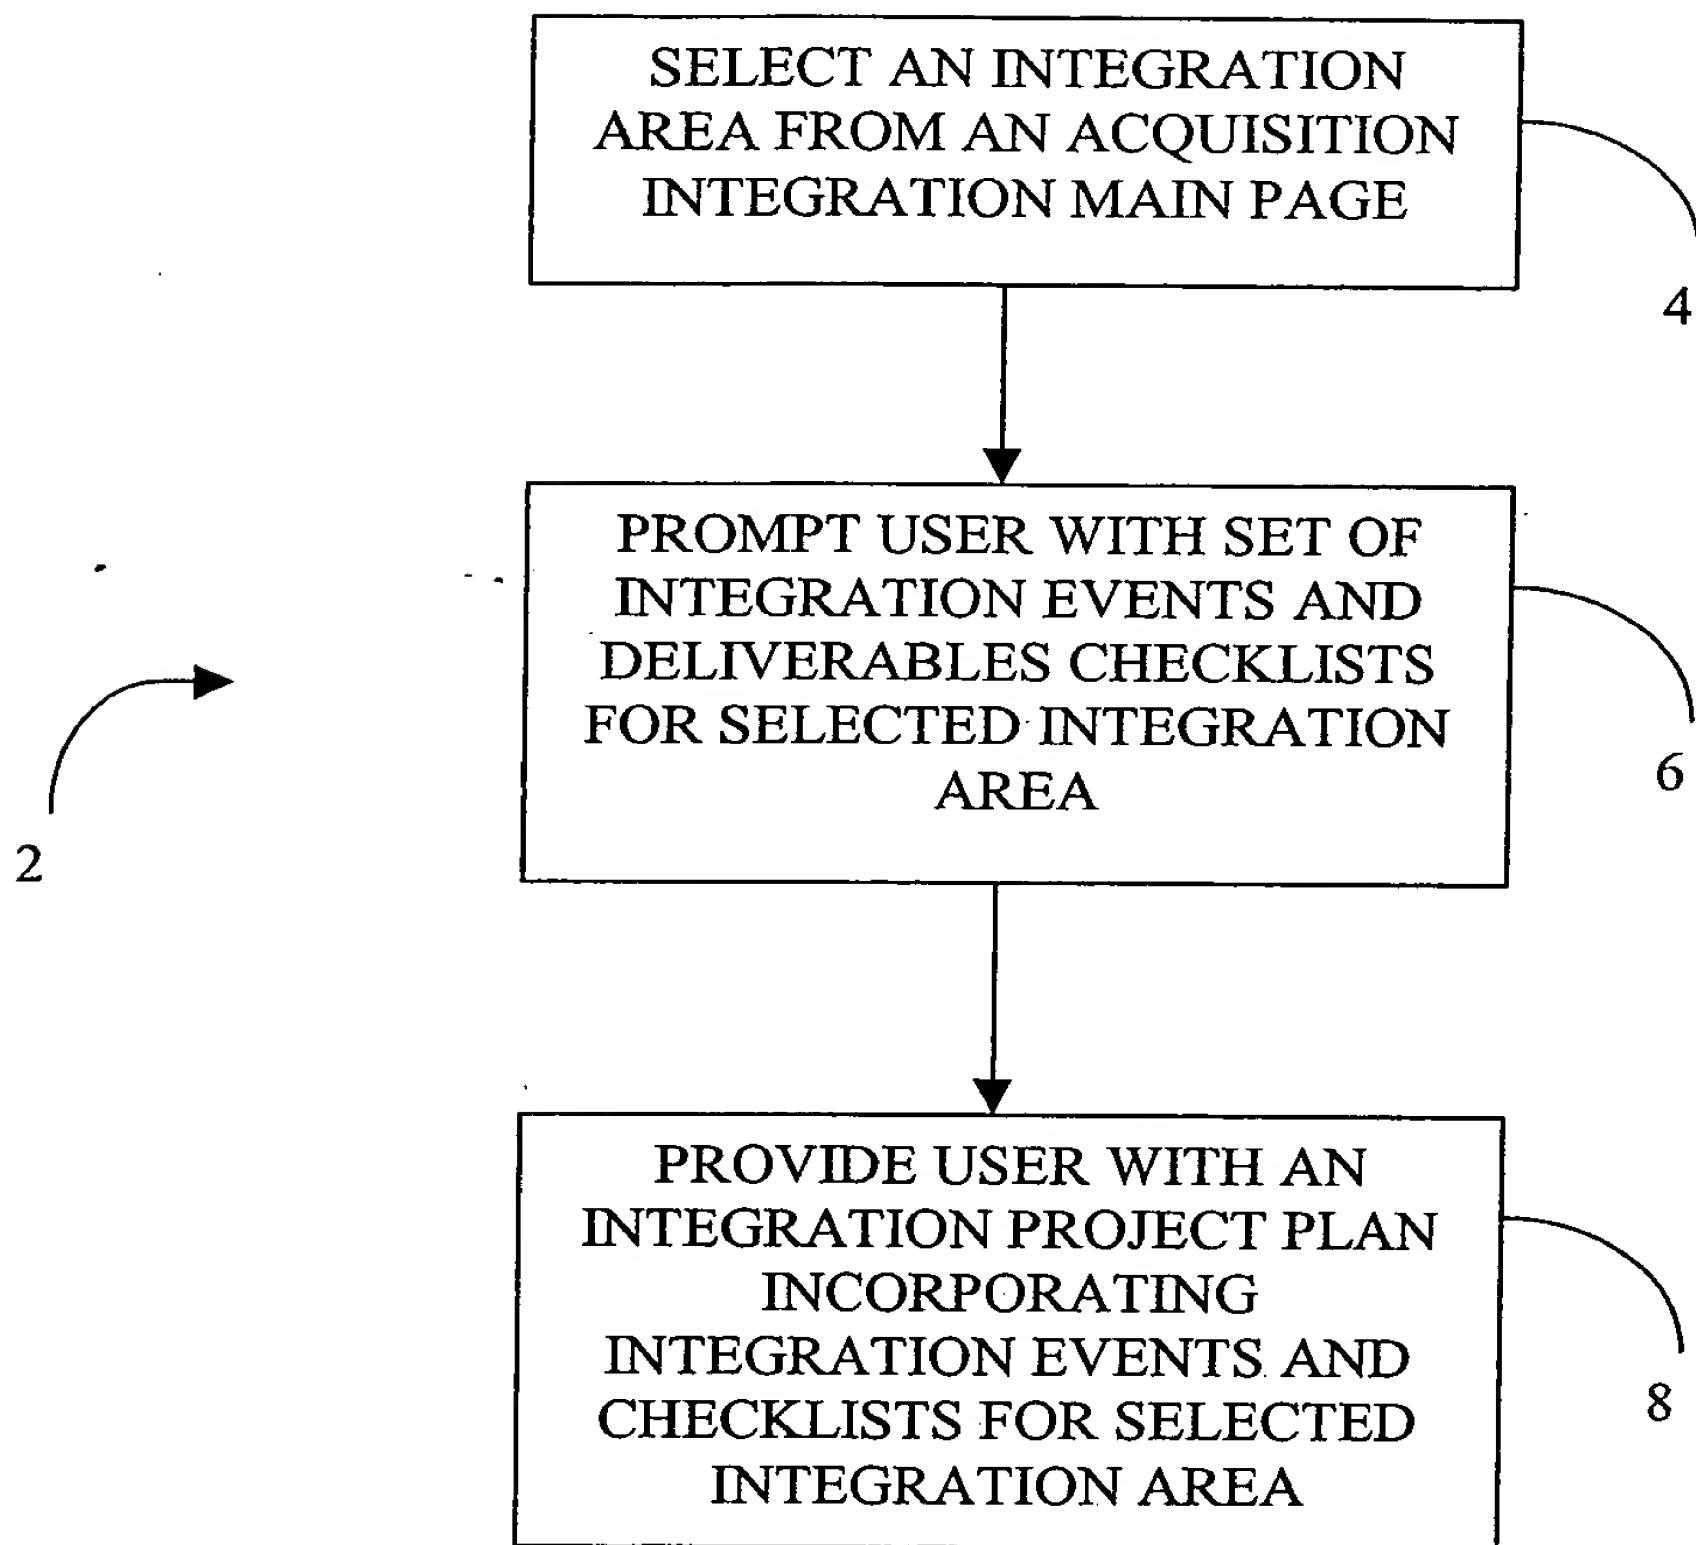 SELECT AN INTEGRATION
AREA FROM AN ACQUISITION
INTEGRATION MAIN PAGE
4
PROMPT USER WITH SET OF
INTEGRATION EVENTS AND
DELIVERABLES CHECKLISTS
FOR SELECTED INTEGRATION
AREA
6
2
PROVIDE USER WITH AN
INTEGRATION PROJECT PLAN
INCORPORATING
INTEGRATION EVENTS AND
CHECKLISTS FOR SELECTED
INTEGRATION AREA
8